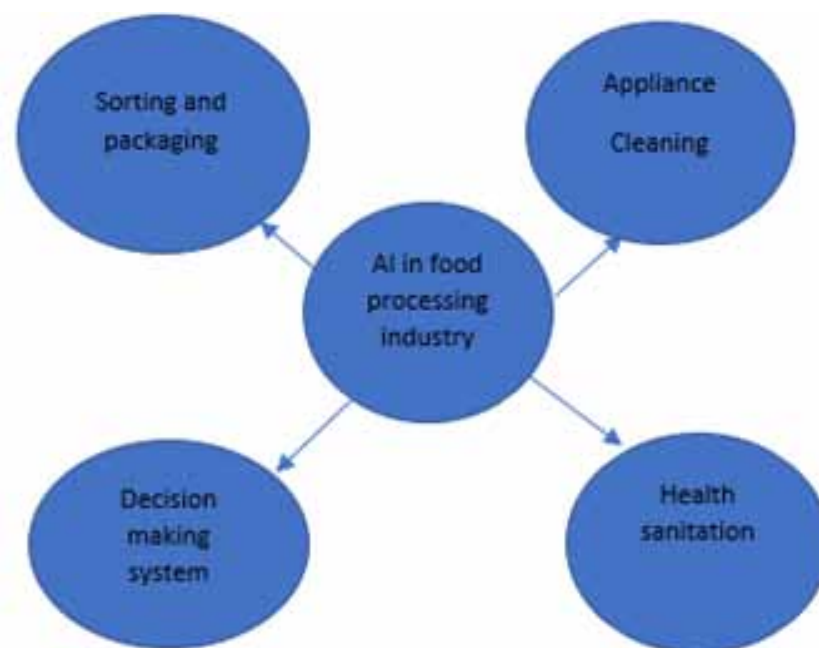 Sorting and
packaging
Appliance
Cleaning
AI in food
processing
industry
Decision
making
system
Health
sanitation